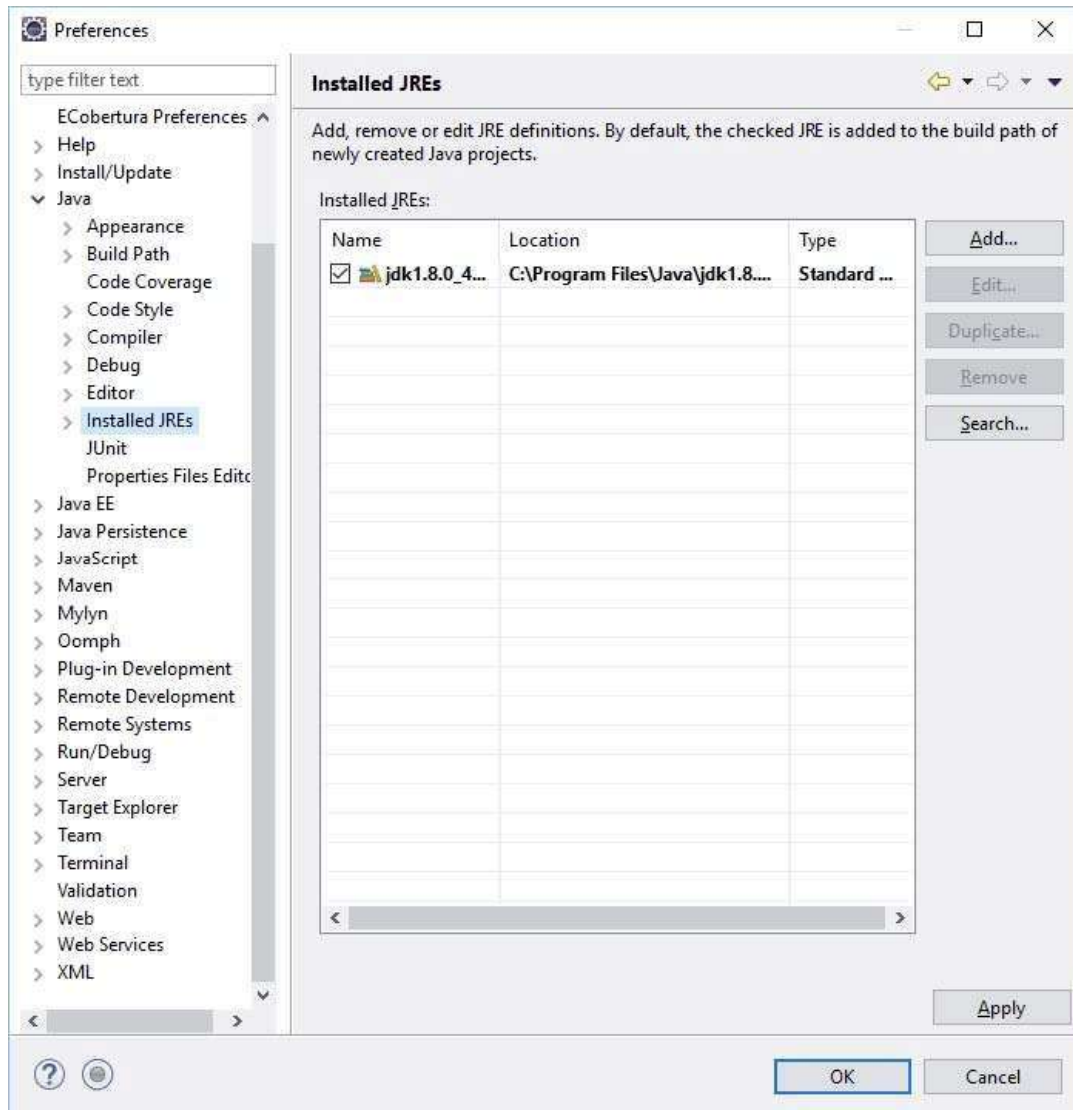 Preferences
type filter text
ECobertura Preferences
Help
Install/Update
Java
Appearance
Build Path
Code Coverage
Code Style
Compiler
Debug
Editor
Installed JREs
JUnit
Properties Files Edito
Java EE
Java Persistence
JavaScript
Maven
Mylyn
Oomph
Plug-in Development
Remote Development
Remote Systems
Run/Debug
Server
Target Explorer
Team
Terminal
Validation
Web
Web Services
XML
Installed JREs
Add, remove or edit JRE definitions. By default, the checked JRE is added to the build path of
newly created Java projects.
Installed JREs:
Name Location Type
jdk1.8.0_4... C:\Program Files\Java\jdk1.8.... Standard ...
Add...
Edit...
Duplicate...
Remove
Search...
Apply
OK Cancel